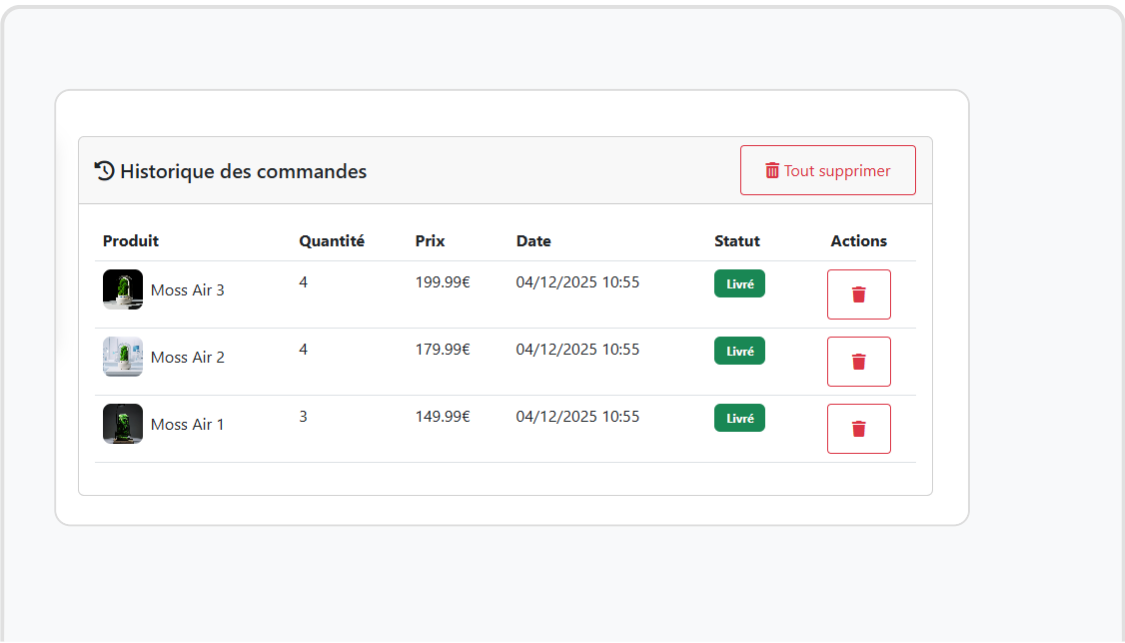 Historique des commandes Tout supprimer
Produit Quantité Prix Date Statut Actions
Moss Air 3 4 199.99€ 04/12/2025 10:55 Livré
Moss Air 2 4 179.99€ 04/12/2025 10:55 Livré
Moss Air 1 3 149.99€ 04/12/2025 10:55 Livré